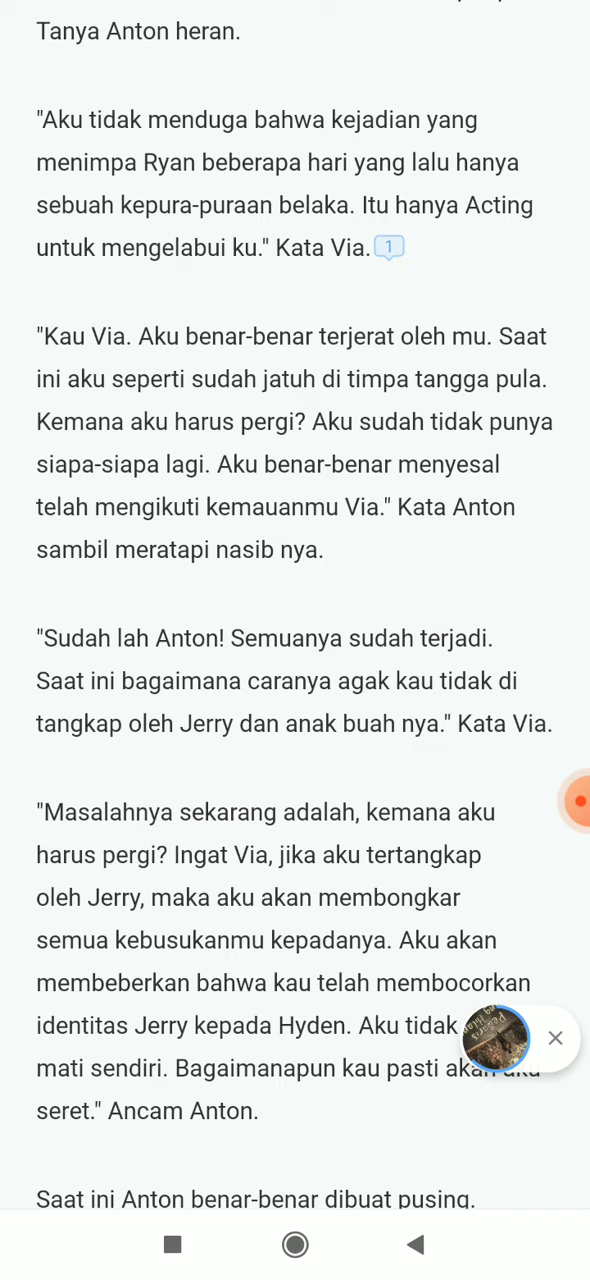 Tanya Anton heran.
"Aku tidak menduga bahwa kejadian yang
menimpa Ryan beberapa hari yang lalu hanya
sebuah kepura-puraan belaka. Itu hanya Acting
untuk mengelabui ku." Kata Via. 1
"Kau Via. Aku benar-benar terjerat oleh mu. Saat
ini aku seperti sudah jatuh di timpa tangga pula.
Kemana aku harus pergi? Aku sudah tidak punya
siapa-siapa lagi. Aku benar-benar menyesal
telah mengikuti kemauanmu Via." Kata Anton
sambil meratapi nasib nya.
"Sudah lah Anton! Semuanya sudah terjadi.
Saat ini bagaimana caranya agak kau tidak di
tangkap oleh Jerry dan anak buah nya." Kata Via.
"Masalahnya sekarang adalah, kemana aku
harus pergi? Ingat Via, jika aku tertangkap
oleh Jerry, maka aku akan membongkar
semua kebusukanmu kepadanya. Aku akan
membeberkan bahwa kau telah membocorkan
identitas Jerry kepada Hyden. Aku tidak
mati sendiri. Bagaimanapun kau pasti akan aku
seret." Ancam Anton.
Saat ini Anton benar-benar dibuat pusing.